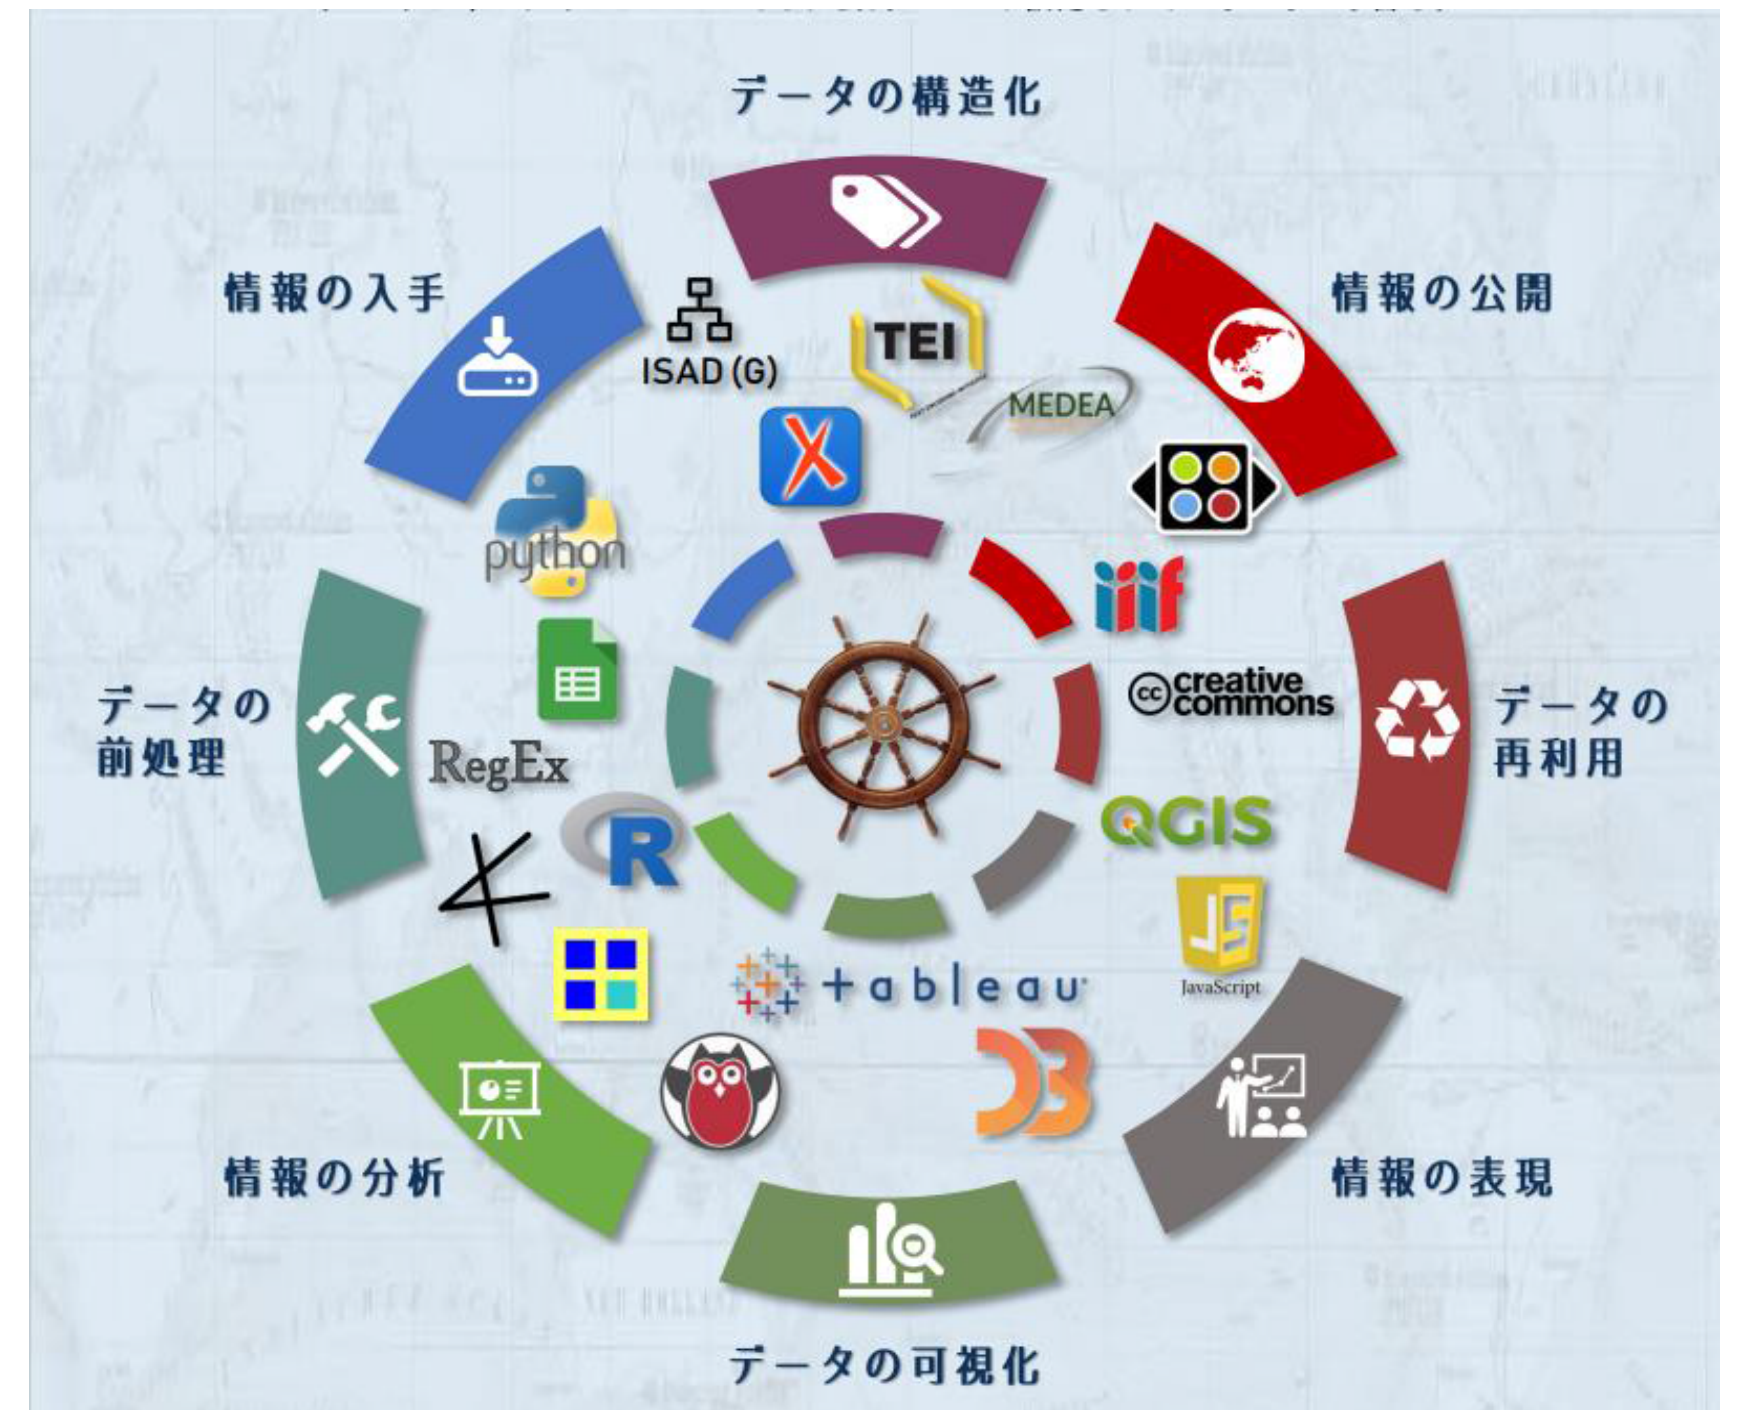 データの構造化
情報の入手
情報の公開
ISAD (G)
TEI
MEDEA
python
iiif
cc creative
commons
データの
前処理
データの
再利用
RegEx
R
QGIS
JS
JavaScript
+ableau
情報の分析
情報の表現
データの可視化